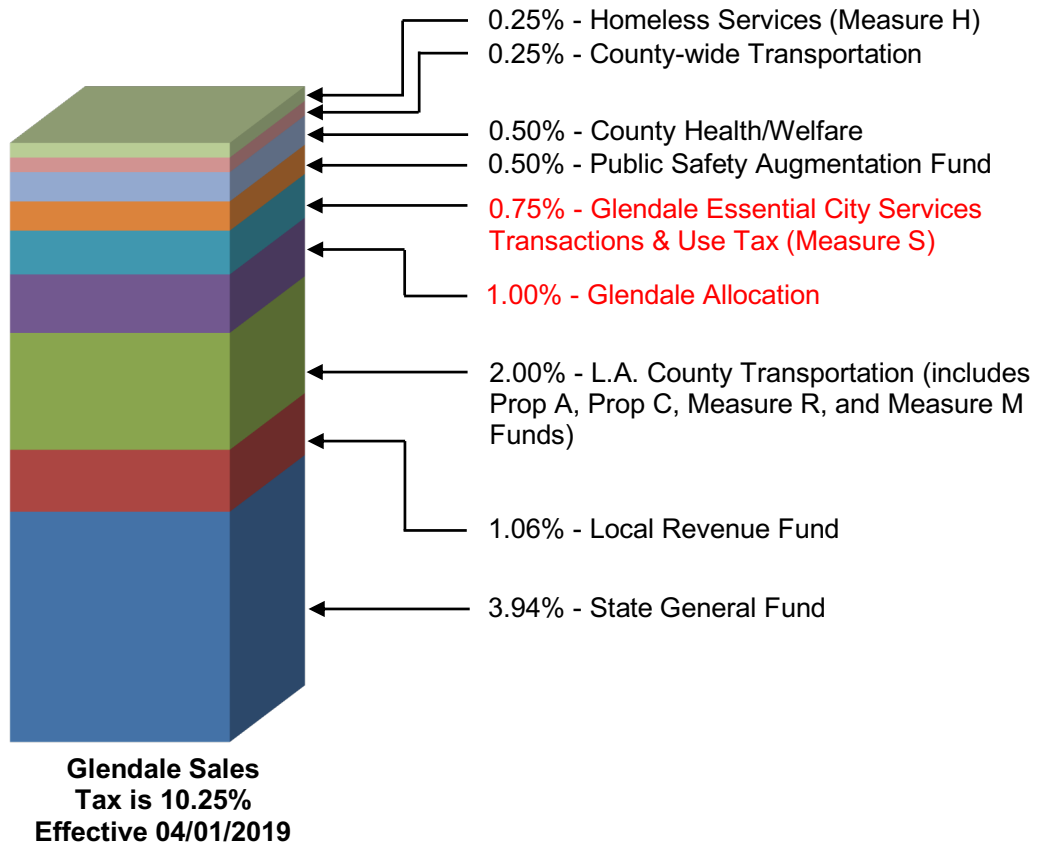 0.25% - Homeless Services (Measure H)
0.25% - County-wide Transportation
0.50% - County Health/Welfare
0.50% - Public Safety Augmentation Fund
0.75% - Glendale Essential City Services
Transactions & Use Tax (Measure S)
1.00% - Glendale Allocation
2.00% - L.A. County Transportation (includes
Prop A, Prop C, Measure R, and Measure M
Funds)
1.06% - Local Revenue Fund
3.94% - State General Fund
Glendale Sales
Tax is 10.25%
Effective 04/01/2019